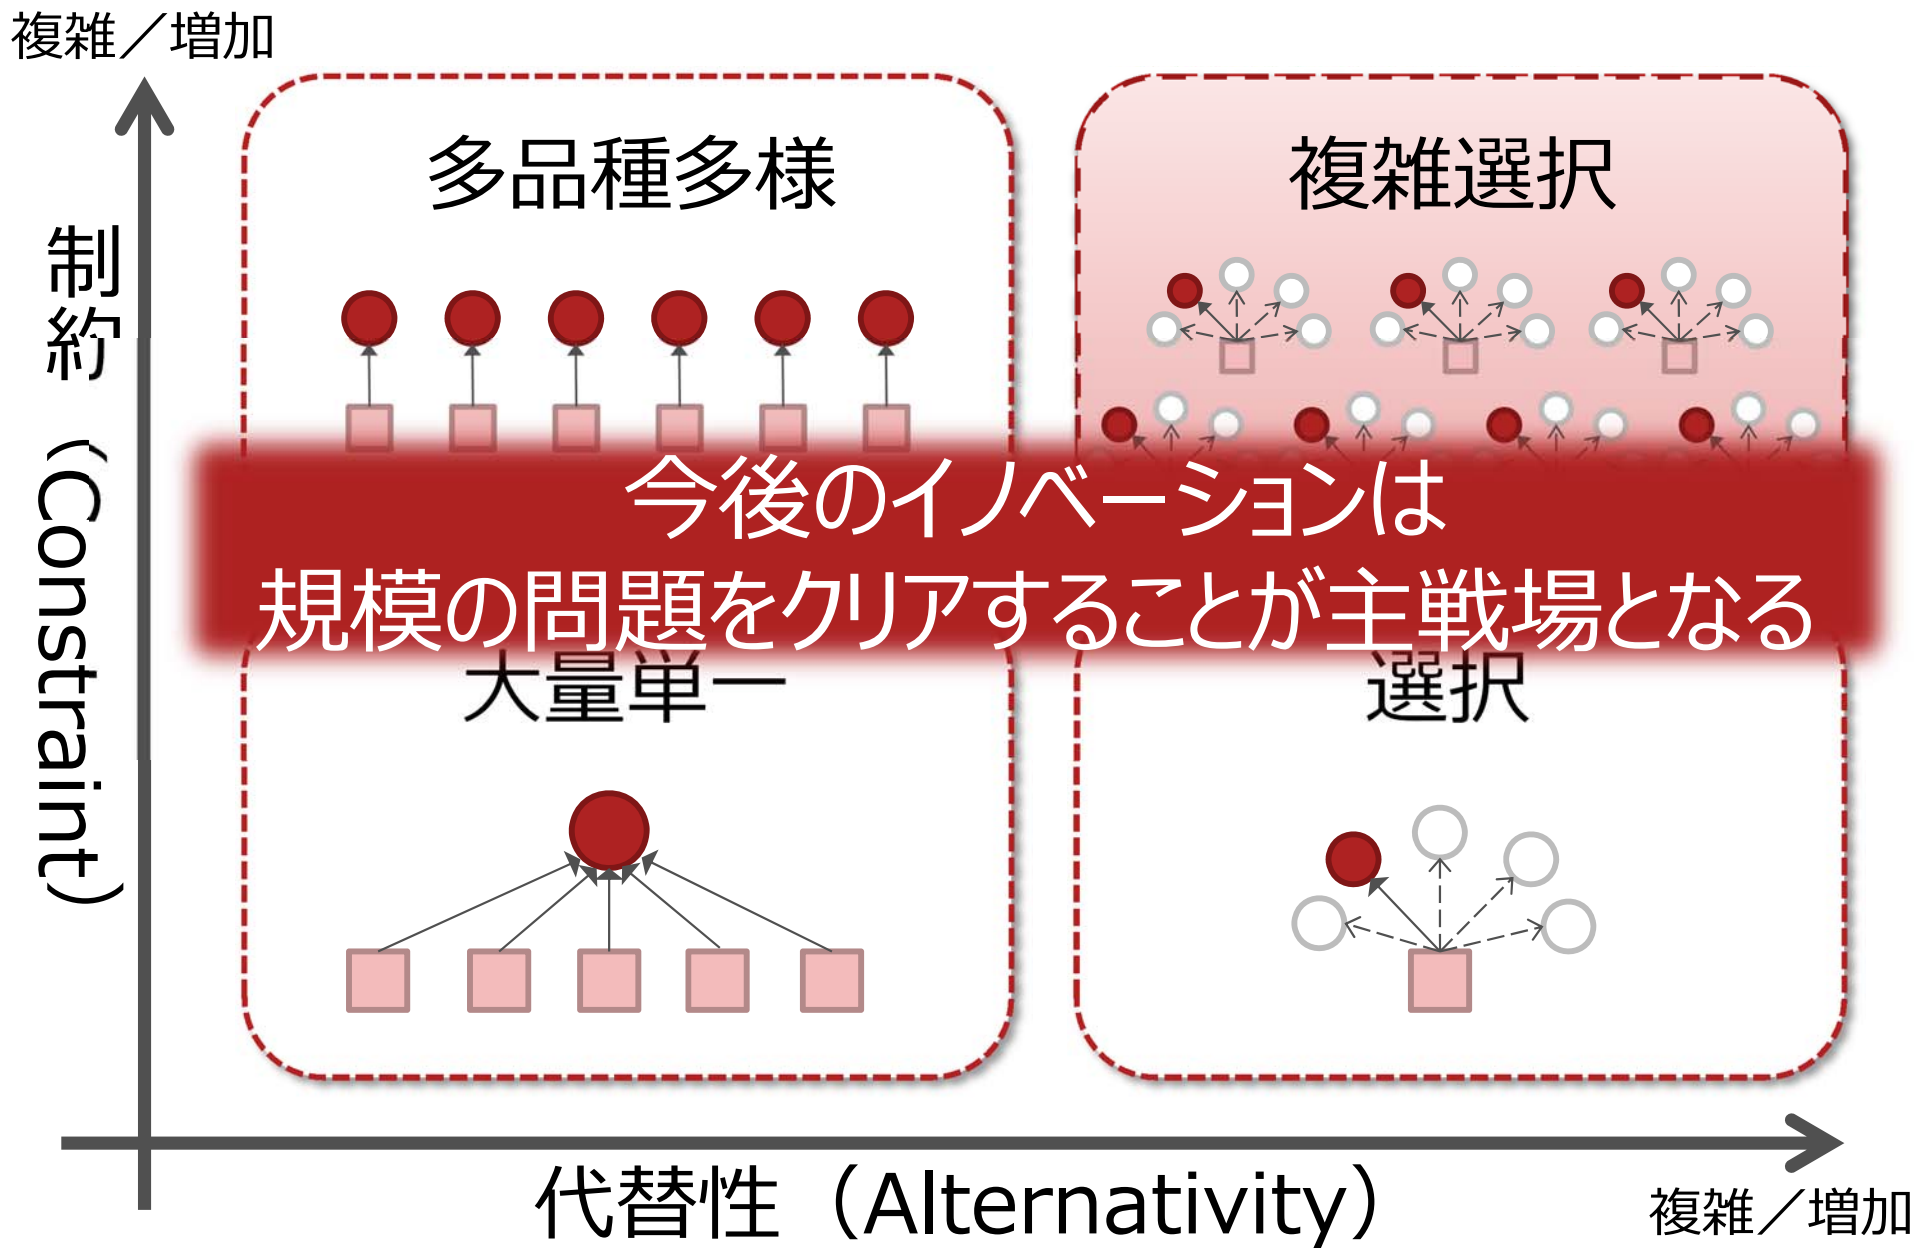 複雑／増加
制約（Constraint）
多品種多様
複雑選択
今後のイノベーションは
規模の問題をクリアすることが主戦場となる
大量単一
選択
代替性（Alternativity）
複雑／増加